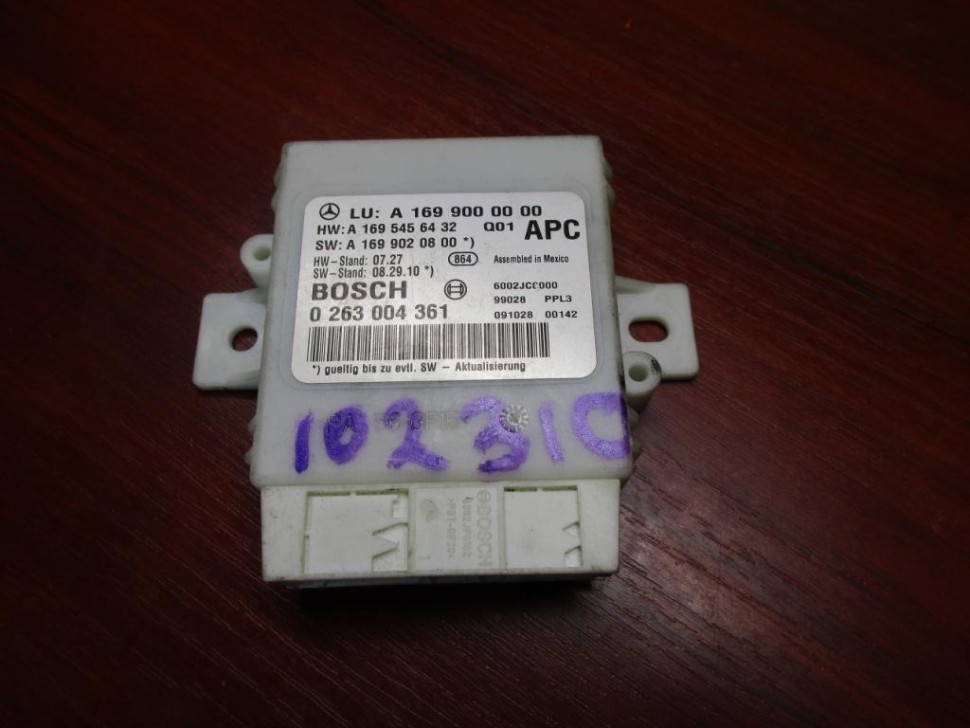 LU: A 169 900 00 00
HW: A 169 545 64 32 Q01 APC
SW: A 169 902 08 00 *)
HW-Stand: 07.27 864 Assembled in Mexico
SW-Stand: 08.29.10 *)
BOSCH 6002JC0000
0 263 004 361 99028 PPL3
091028 00142
*) gueltig bis zu evtl. SW - Aktualisierung
102310
BOSCH